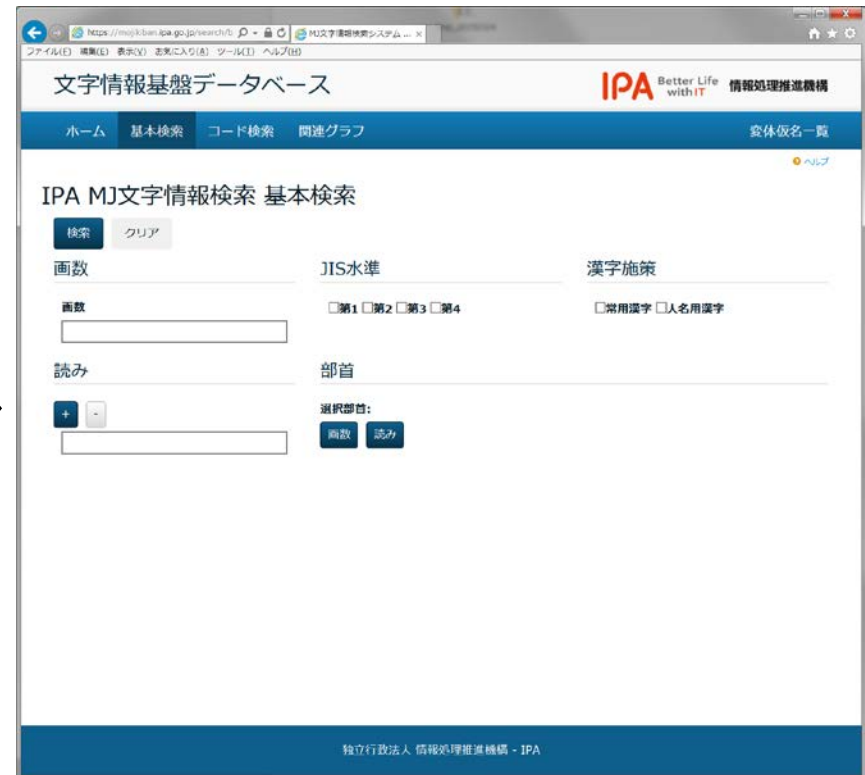 https://mojikiban.ipa.go.jp/search/b
MJ文字情報検索システム ...
ファイル(F) 編集(E) 表示(V) お気に入り(A) ツール(T) ヘルプ(H)
文字情報基盤データベース
IPA Better Life with IT 情報処理推進機構
ホーム 基本検索 コード検索 関連グラフ 変体仮名一覧
ヘルプ
IPA MJ文字情報検索 基本検索
検索 クリア
画数 JIS水準 漢字施策
画数 第1 第2 第3 第4 常用漢字 人名用漢字
読み 部首
+ - 選択部首:
画数 読み
独立行政法人 情報処理推進機構 - IPA